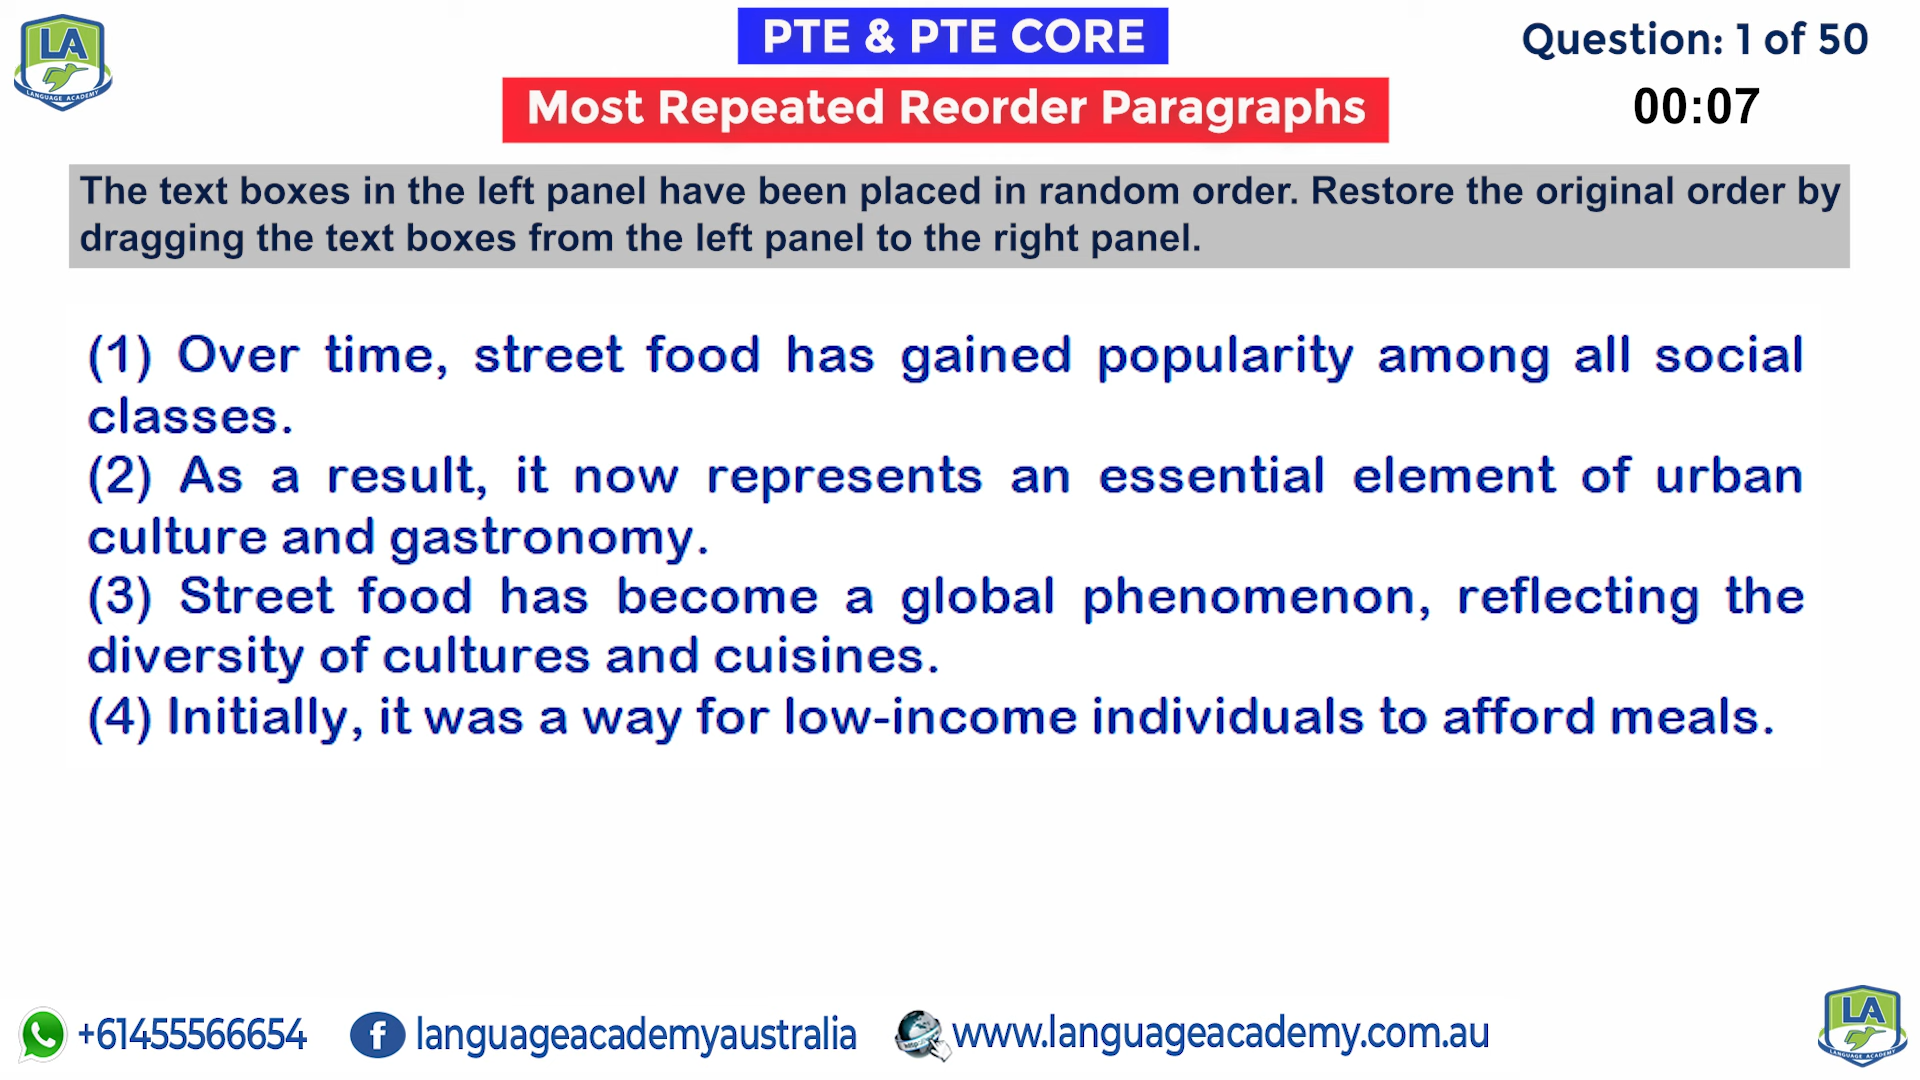 LA
LANGUAGE ACADEMY
PTE & PTE CORE
Question: 1 of 50
Most Repeated Reorder Paragraphs
00:07
The text boxes in the left panel have been placed in random order. Restore the original order by
dragging the text boxes from the left panel to the right panel.
(1) Over time, street food has gained popularity among all social
classes.
(2) As a result, it now represents an essential element of urban
culture and gastronomy.
(3) Street food has become a global phenomenon, reflecting the
diversity of cultures and cuisines.
(4) Initially, it was a way for low-income individuals to afford meals.
+61455566654
languageacademyaustralia
www.languageacademy.com.au
LA
LANGUAGE ACADEMY